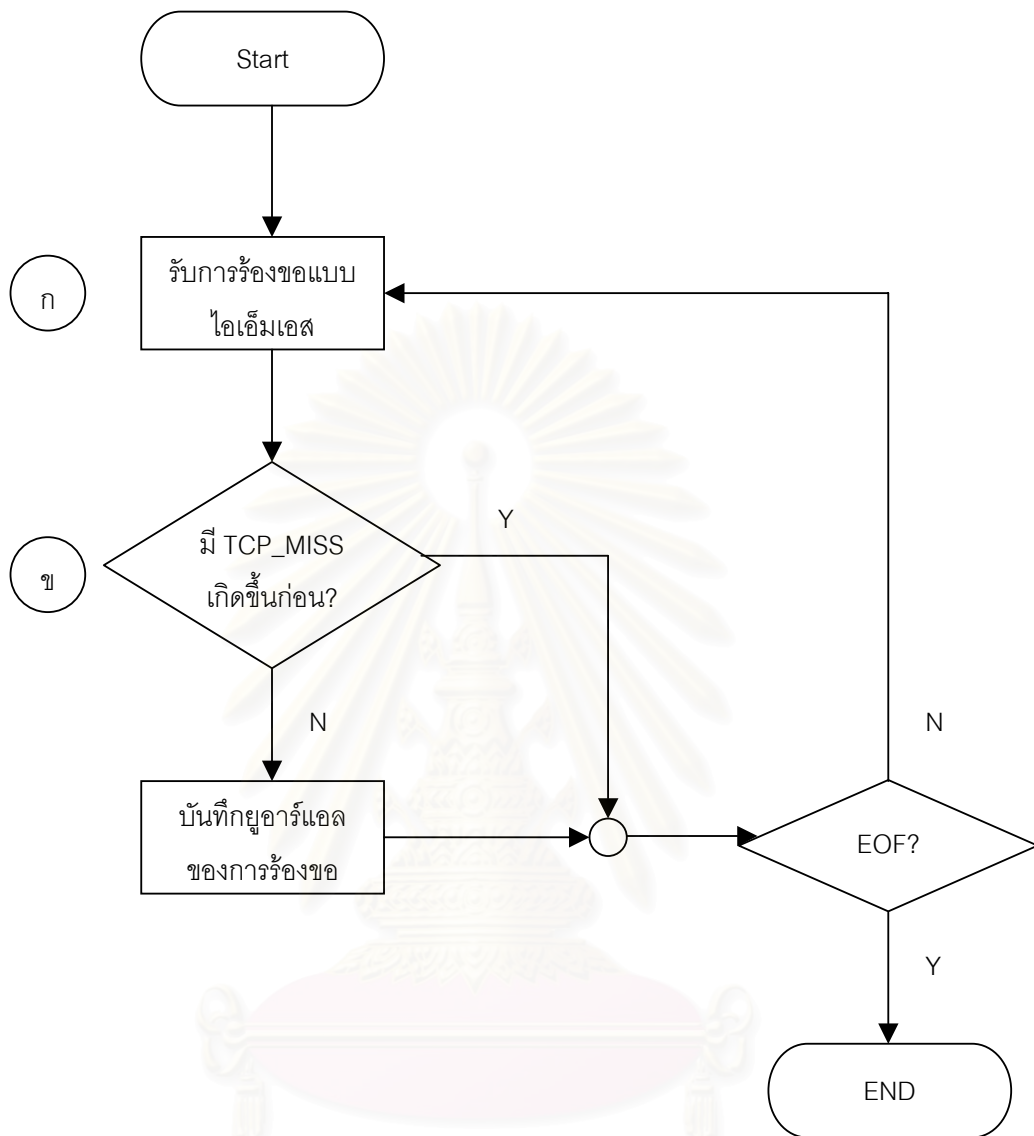 Start
ก
รับการร้องขอแบบ
ไอเอ็มเอส
ข
มี TCP_MISS
เกิดขึ้นก่อน?
Y
N
บันทึกยูอาร์แอล
ของการร้องขอ
N
EOF?
Y
END